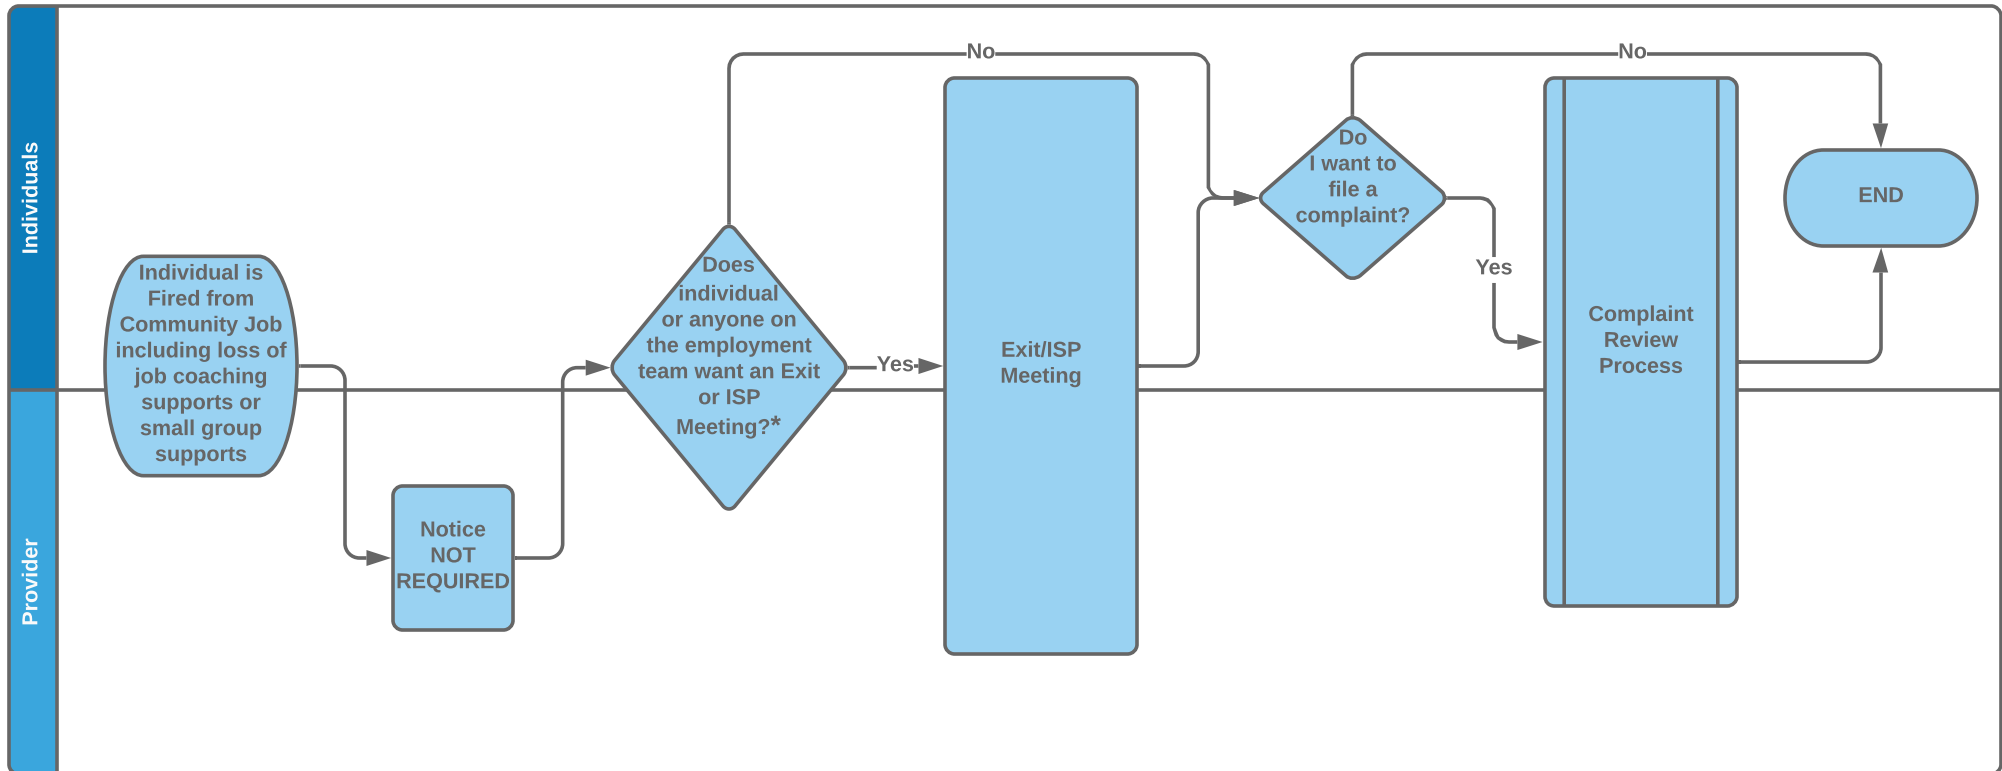 Individuals
Provider
Individual is
Fired from
Community Job
including loss of
job coaching
supports or
small group
supports
Notice
NOT
REQUIRED
Does
individual
or anyone on
the employment
team want an Exit
or ISP
Meeting?*
No
Yes
Exit/ISP
Meeting
Do
I want to
file a
complaint?
No
Yes
Complaint
Review
Process
END